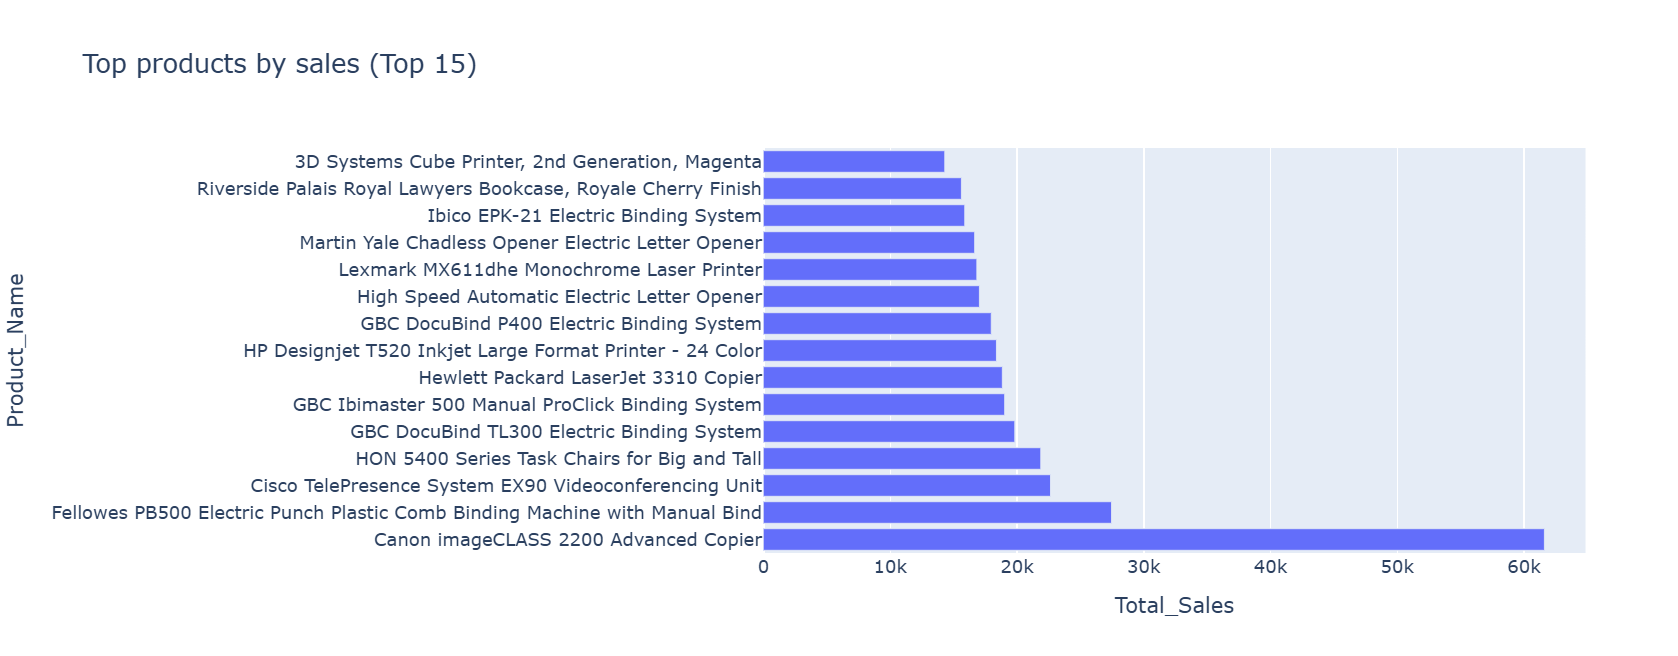 Top products by sales (Top 15)
Product_Name
3D Systems Cube Printer, 2nd Generation, Magenta
Riverside Palais Royal Lawyers Bookcase, Royale Cherry Finish
Ibico EPK-21 Electric Binding System
Martin Yale Chadless Opener Electric Letter Opener
Lexmark MX611dhe Monochrome Laser Printer
High Speed Automatic Electric Letter Opener
GBC DocuBind P400 Electric Binding System
HP Designjet T520 Inkjet Large Format Printer - 24 Color
Hewlett Packard LaserJet 3310 Copier
GBC Ibimaster 500 Manual ProClick Binding System
GBC DocuBind TL300 Electric Binding System
HON 5400 Series Task Chairs for Big and Tall
Cisco TelePresence System EX90 Videoconferencing Unit
Fellowes PB500 Electric Punch Plastic Comb Binding Machine with Manual Bind
Canon imageCLASS 2200 Advanced Copier
0 10k 20k 30k 40k 50k 60k
Total_Sales